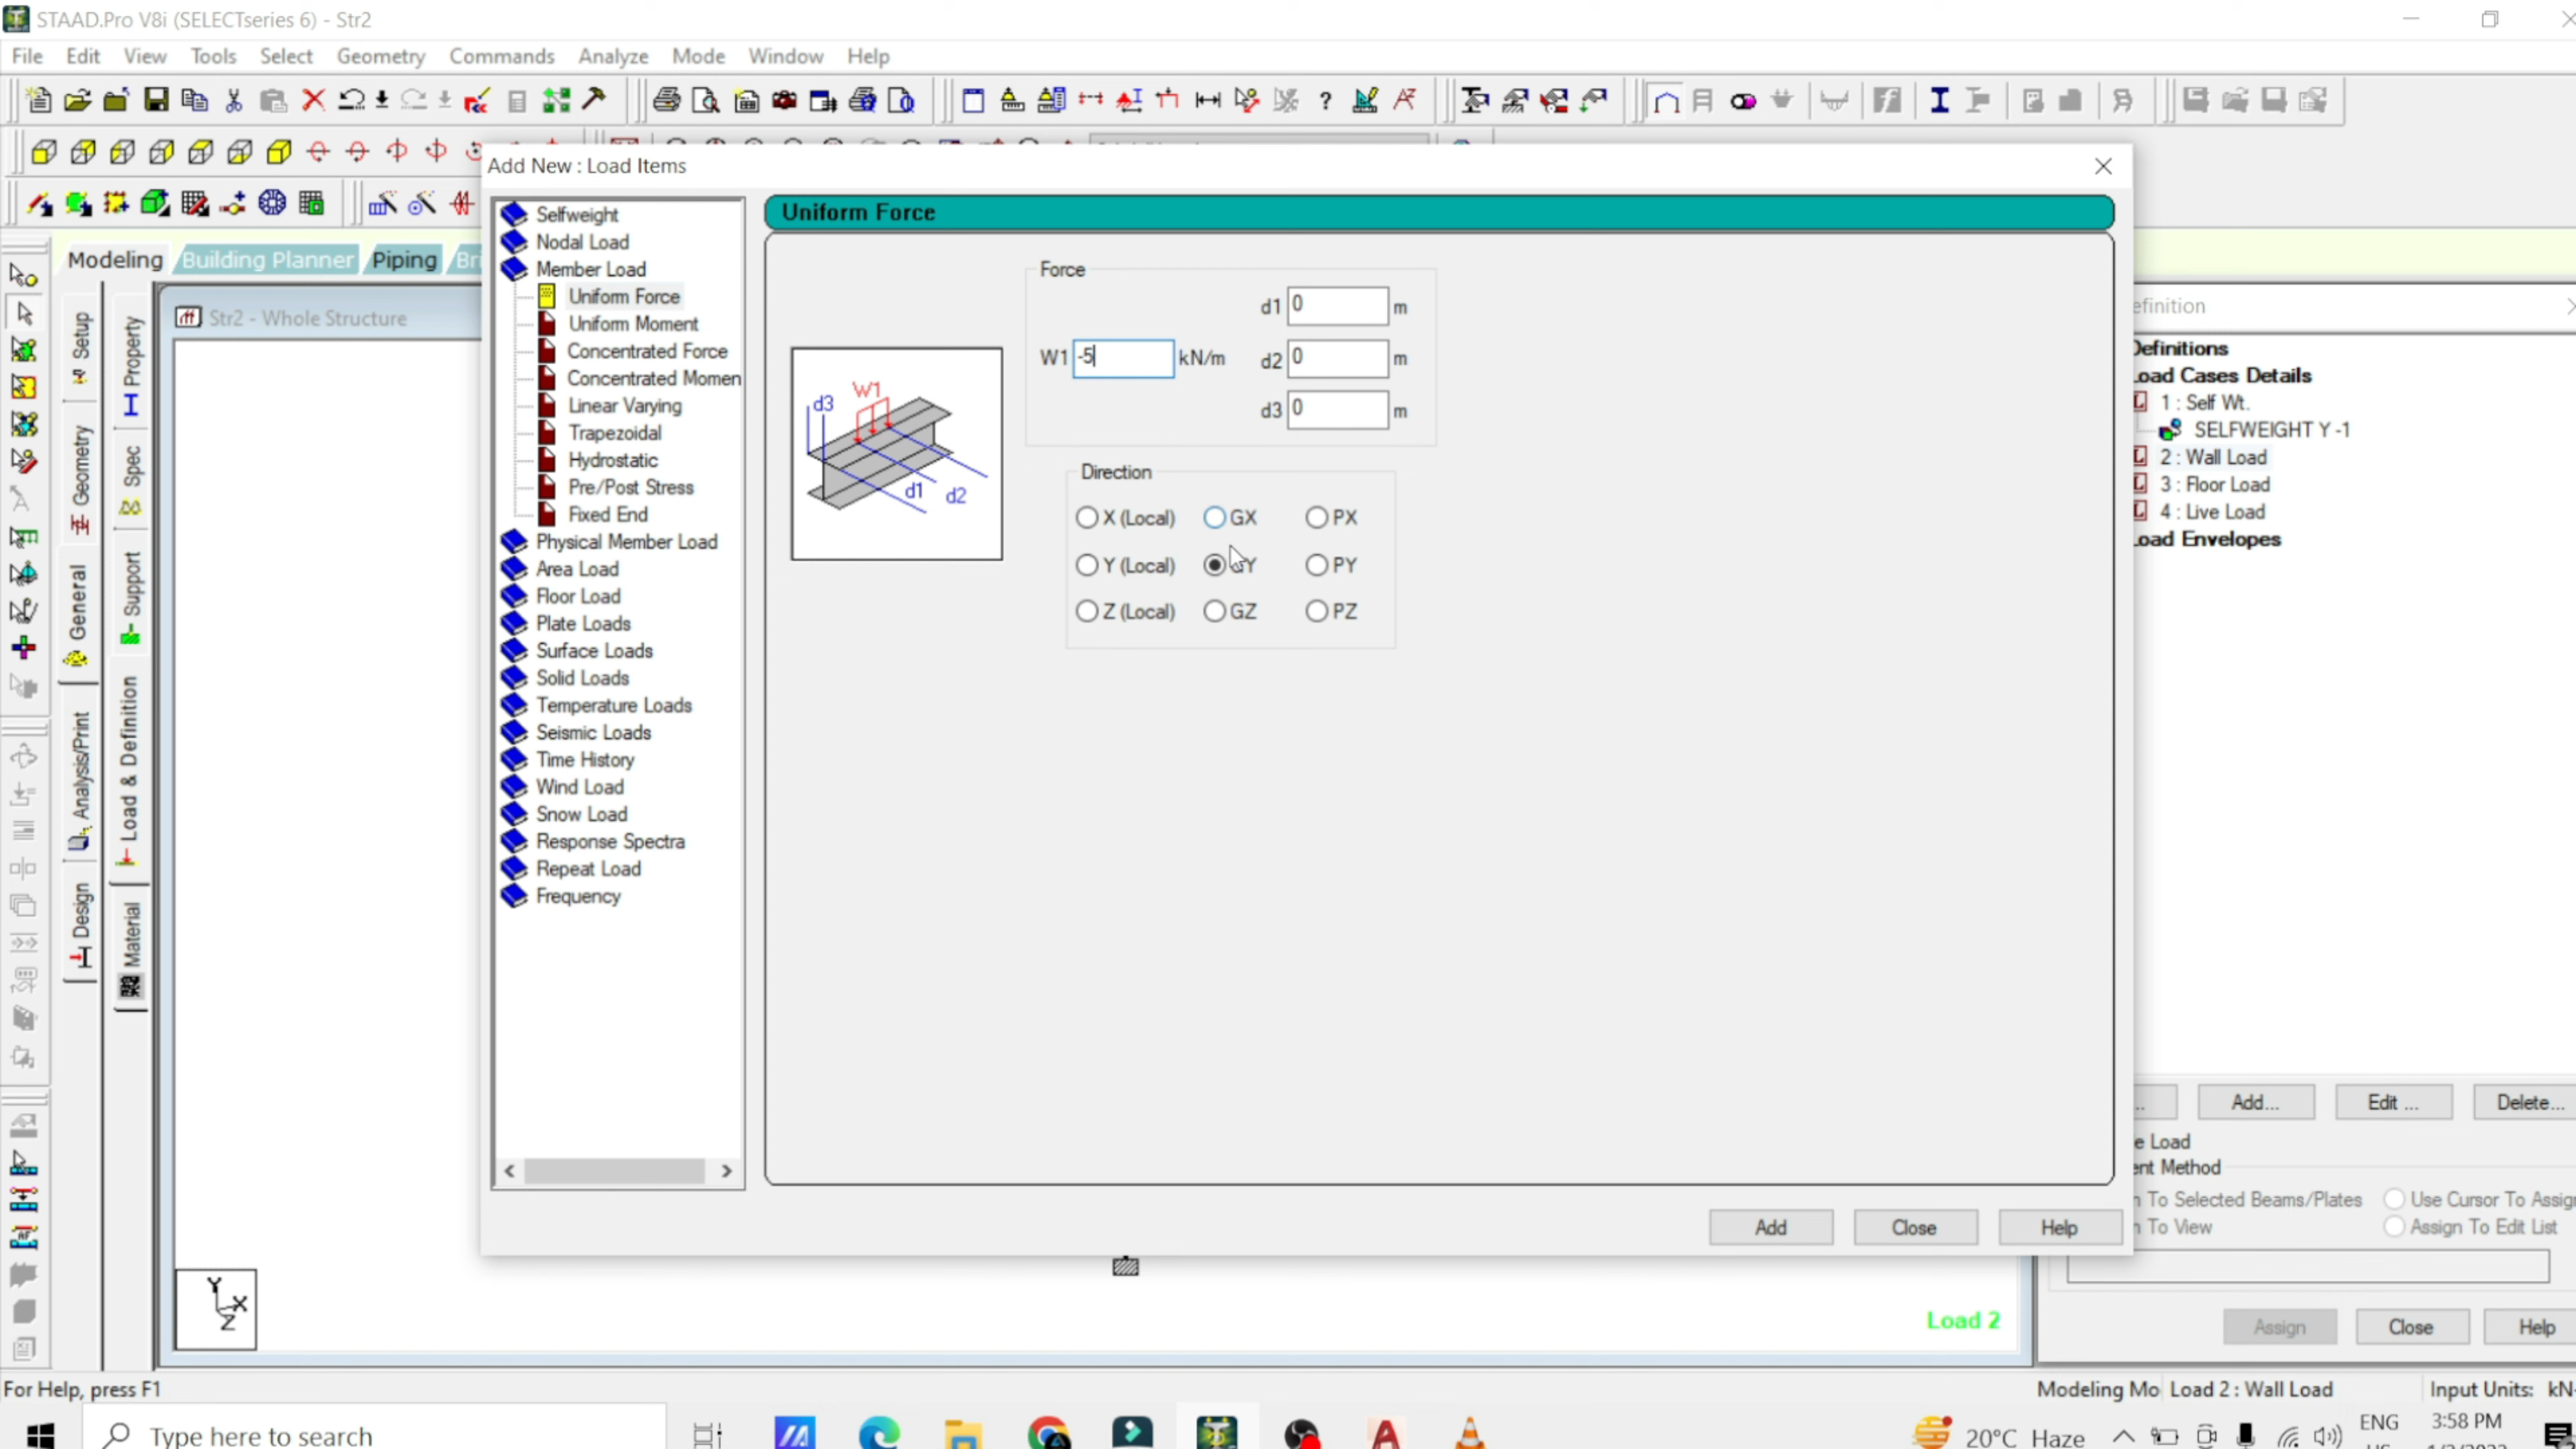 STAAD.Pro V8i (SELECTseries 6) - Str2
File Edit View Tools Select Geometry Commands Analyze Mode Window Help
Add New : Load Items
Modeling Building Planner Piping
Str2 - Whole Structure
Setup
Geometry
General
Analysis/Print
Design
Property
Spec
Support
Load & Definition
Material
Selfweight
Nodal Load
Member Load
Uniform Force
Uniform Moment
Concentrated Force
Concentrated Momen
Linear Varying
Trapezoidal
Hydrostatic
Pre/Post Stress
Fixed End
Physical Member Load
Area Load
Floor Load
Plate Loads
Surface Loads
Solid Loads
Temperature Loads
Seismic Loads
Time History
Wind Load
Snow Load
Response Spectra
Repeat Load
Frequency
Uniform Force
Force
d1 0 m
W1 -5 kN/m d2 0 m
d3 0 m
W1
d3
d1
d2
Direction
X (Local) GX PX
Y (Local) GY PY
Z (Local) GZ PZ
Add Close Help
efinition
Definitions
Load Cases Details
1 : Self Wt.
SELFWEIGHT Y -1
2 : Wall Load
3 : Floor Load
4 : Live Load
Load Envelopes
Add... Edit ... Delete...
e Load
ent Method
To Selected Beams/Plates Use Cursor To Assig
To View Assign To Edit List
Assign Close Help
Y
X
Z
Load 2
For Help, press F1
Modeling Mo Load 2 : Wall Load Input Units: kN-
Type here to search
20°C Haze
ENG
3:58 PM